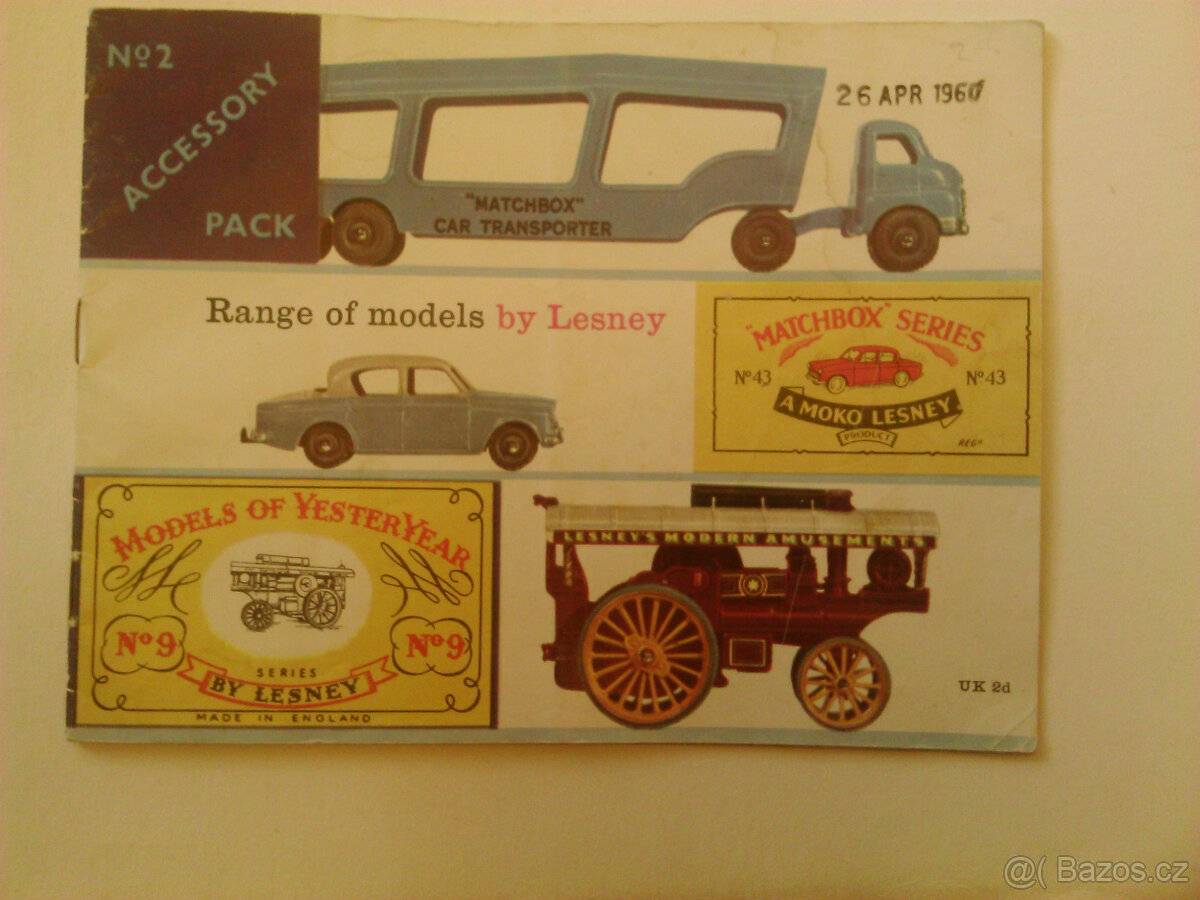 Nº2
ACCESSORY
PACK
26 APR 1960
"MATCHBOX"
CAR TRANSPORTER
Range of models by Lesney
"MATCHBOX" SERIES
Nº43 Nº43
A MOKO LESNEY
PRODUCT
REGD
MODELS OF YESTERYEAR
Nº9 Nº9
SERIES
BY LESNEY
MADE IN ENGLAND
LESNEY'S MODERN AMUSEMENTS
UK 2d
@( Bazos.cz